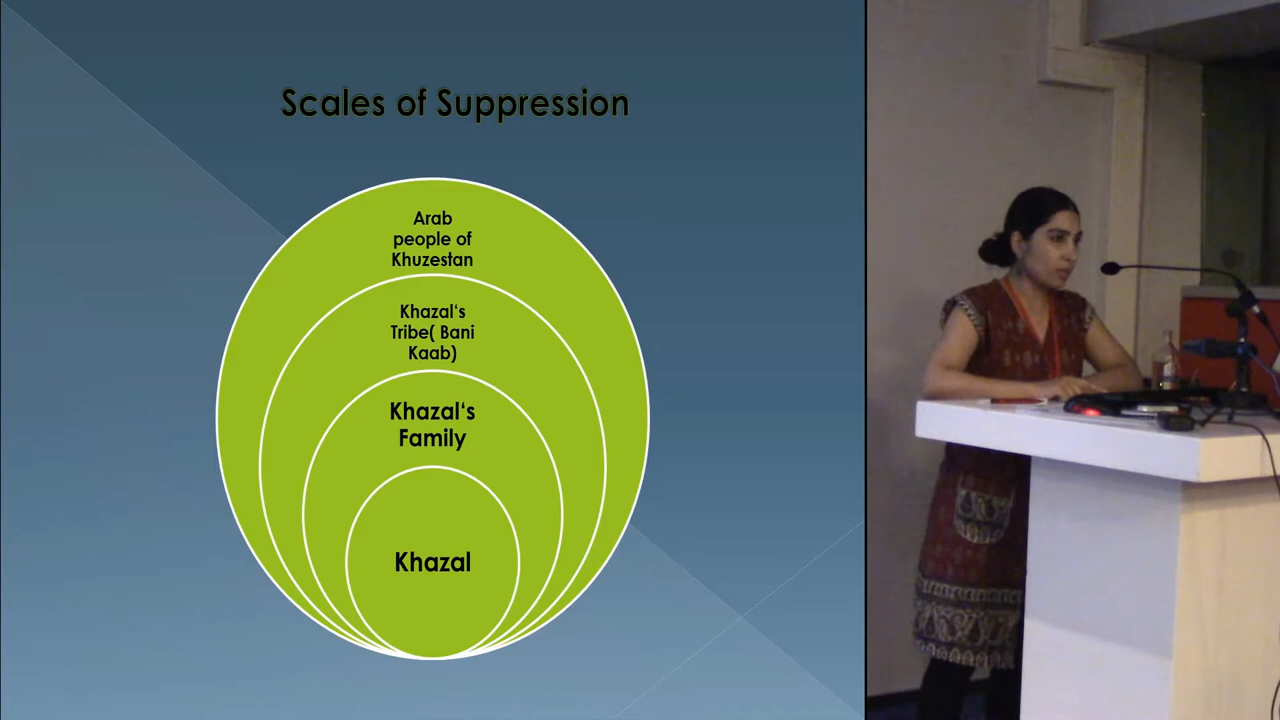 Scales of Suppression
Arab
people of
Khuzestan
Khazal‘s
Tribe( Bani
Kaab)
Khazal‘s
Family
Khazal